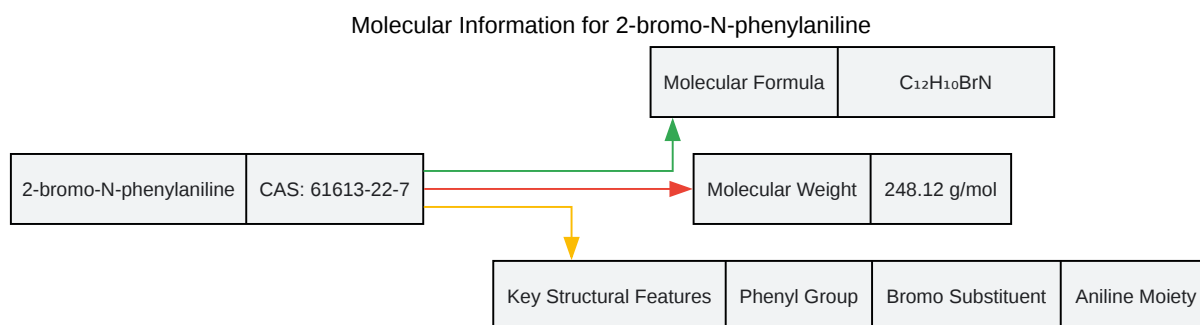 Molecular Information for 2-bromo-N-phenylaniline
Molecular Formula
C₁₂H₁₀BrN
2-bromo-N-phenylaniline
CAS: 61613-22-7
Molecular Weight
248.12 g/mol
Key Structural Features
Phenyl Group
Bromo Substituent
Aniline Moiety